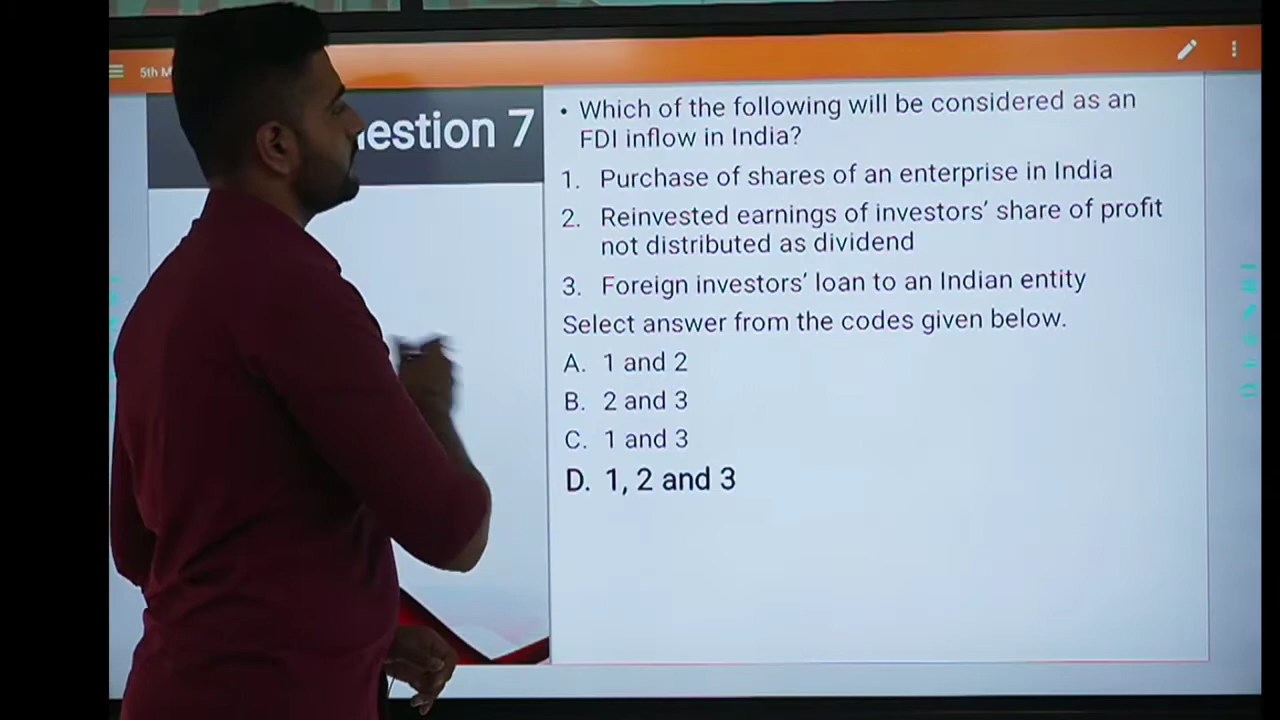 5th
estion 7
• Which of the following will be considered as an
FDI inflow in India?
1. Purchase of shares of an enterprise in India
2. Reinvested earnings of investors' share of profit
not distributed as dividend
3. Foreign investors' loan to an Indian entity
Select answer from the codes given below.
A. 1 and 2
B. 2 and 3
C. 1 and 3
D. 1, 2 and 3